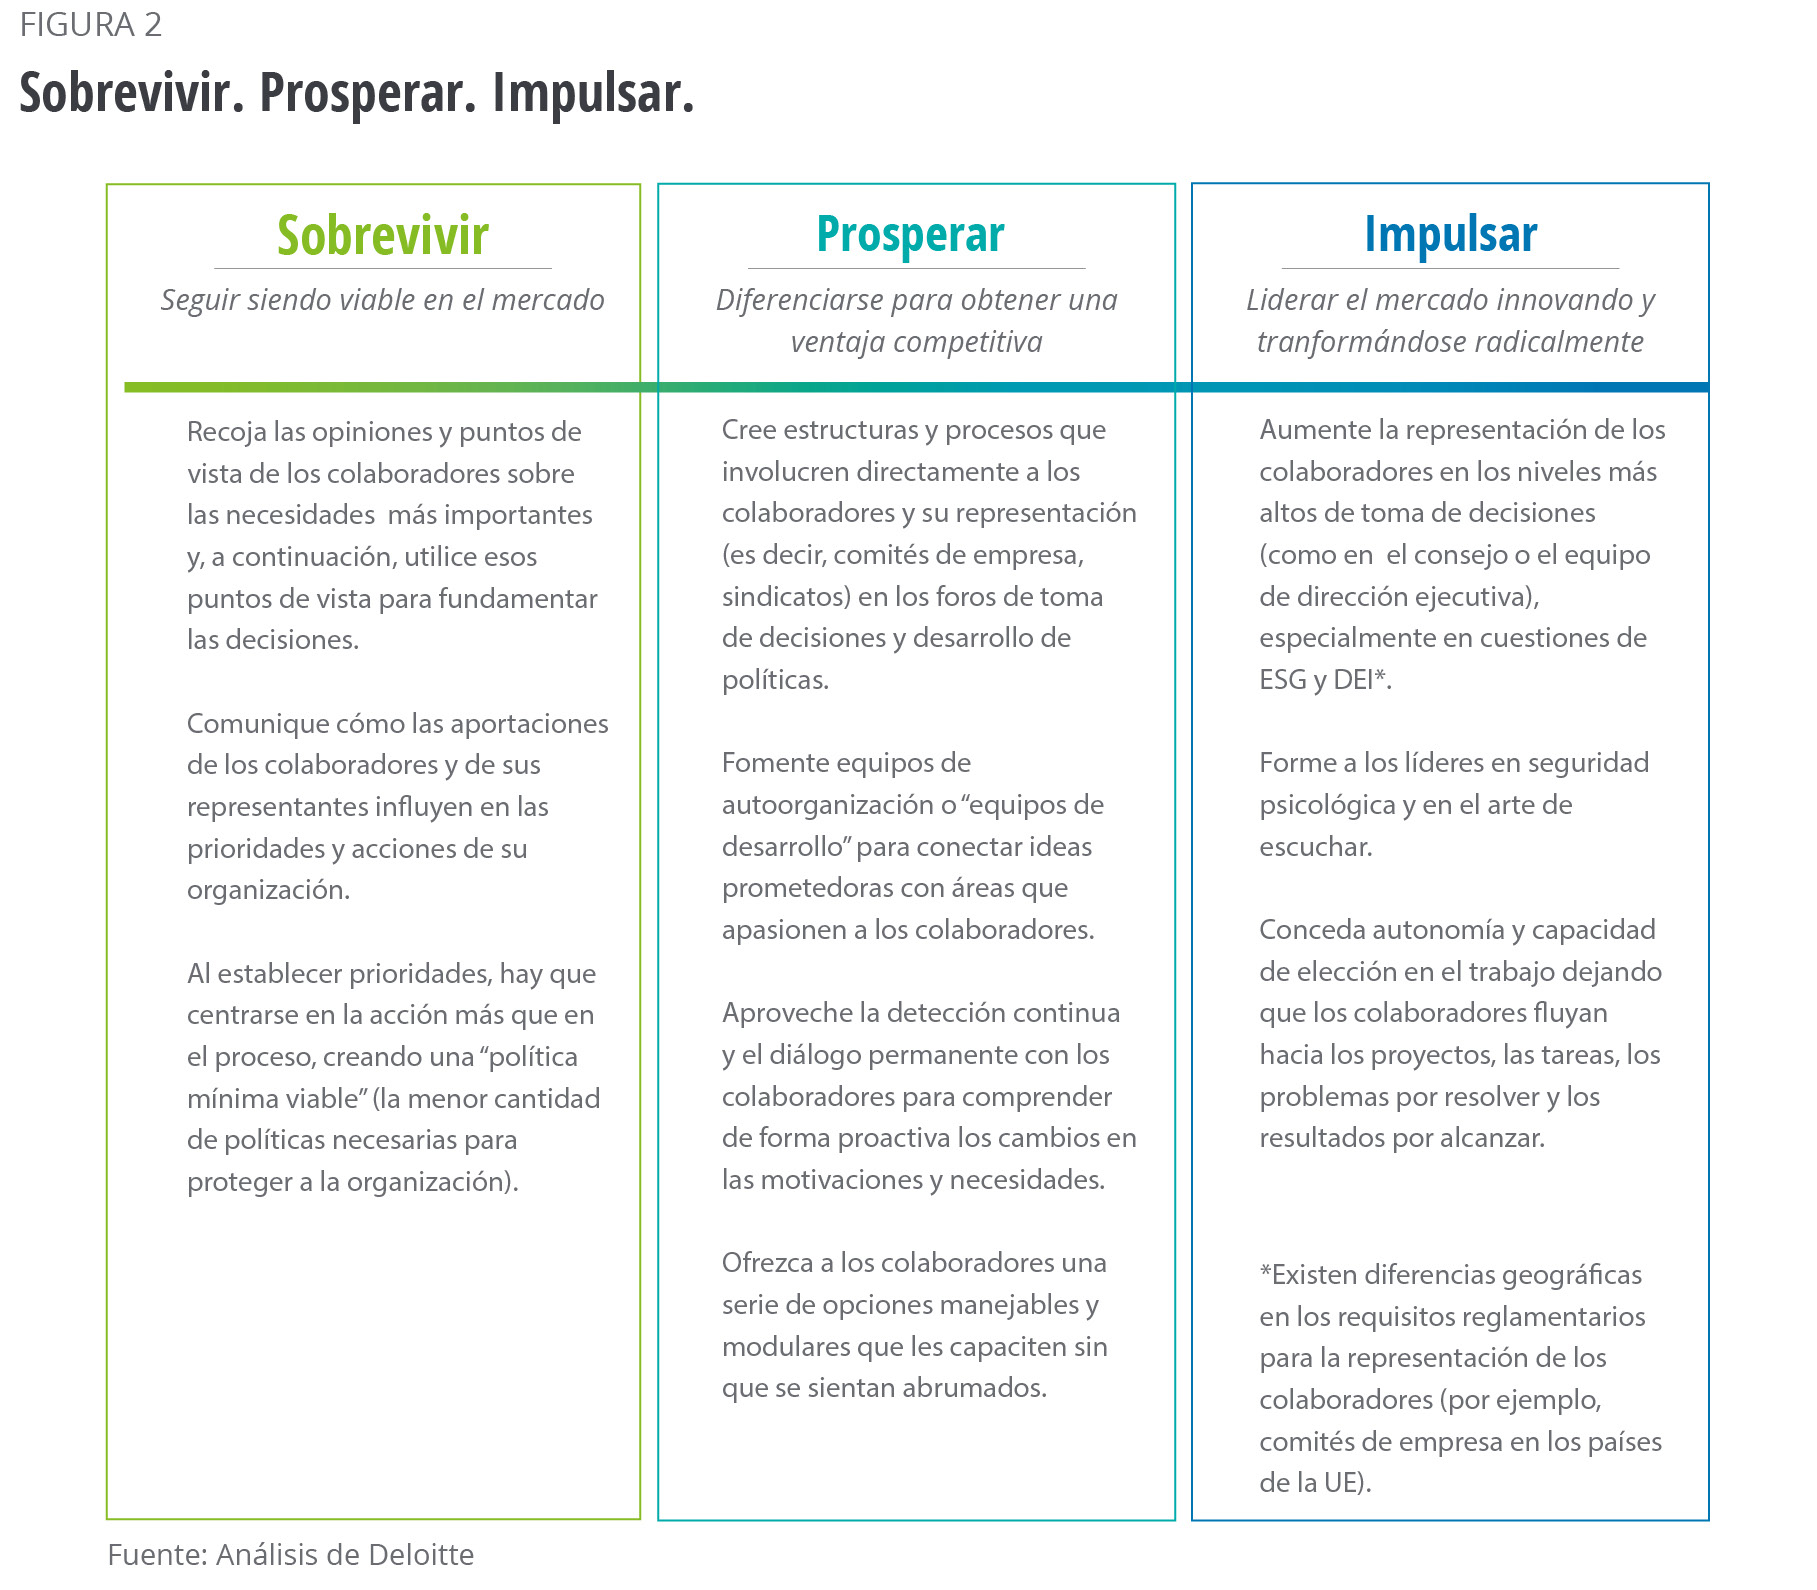 FIGURA 2
Sobrevivir. Prosperar. Impulsar.
Sobrevivir
Seguir siendo viable en el mercado
Recoja las opiniones y puntos de
vista de los colaboradores sobre
las necesidades  más importantes
y, a continuación, utilice esos
puntos de vista para fundamentar
las decisiones.
Comunique cómo las aportaciones
de los colaboradores y de sus
representantes influyen en las
prioridades y acciones de su
organización.
Al establecer prioridades, hay que
centrarse en la acción más que en
el proceso, creando una “política
mínima viable” (la menor cantidad
de políticas necesarias para
proteger a la organización).
Prosperar
Diferenciarse para obtener una
ventaja competitiva
Cree estructuras y procesos que
involucren directamente a los
colaboradores y su representación
(es decir, comités de empresa,
sindicatos) en los foros de toma
de decisiones y desarrollo de
políticas.
Fomente equipos de
autoorganización o “equipos de
desarrollo” para conectar ideas
prometedoras con áreas que
apasionen a los colaboradores.
Aproveche la detección continua
y el diálogo permanente con los
colaboradores para comprender
de forma proactiva los cambios en
las motivaciones y necesidades.
Ofrezca a los colaboradores una
serie de opciones manejables y
modulares que les capaciten sin
que se sientan abrumados.
Impulsar
Liderar el mercado innovando y
tranformándose radicalmente
Aumente la representación de los
colaboradores en los niveles más
altos de toma de decisiones
(como en  el consejo o el equipo
de dirección ejecutiva),
especialmente en cuestiones de
ESG y DEI*.
Forme a los líderes en seguridad
psicológica y en el arte de
escuchar.
Conceda autonomía y capacidad
de elección en el trabajo dejando
que los colaboradores fluyan
hacia los proyectos, las tareas, los
problemas por resolver y los
resultados por alcanzar.
*Existen diferencias geográficas
en los requisitos reglamentarios
para la representación de los
colaboradores (por ejemplo,
comités de empresa en los países
de la UE).
Fuente: Análisis de Deloitte